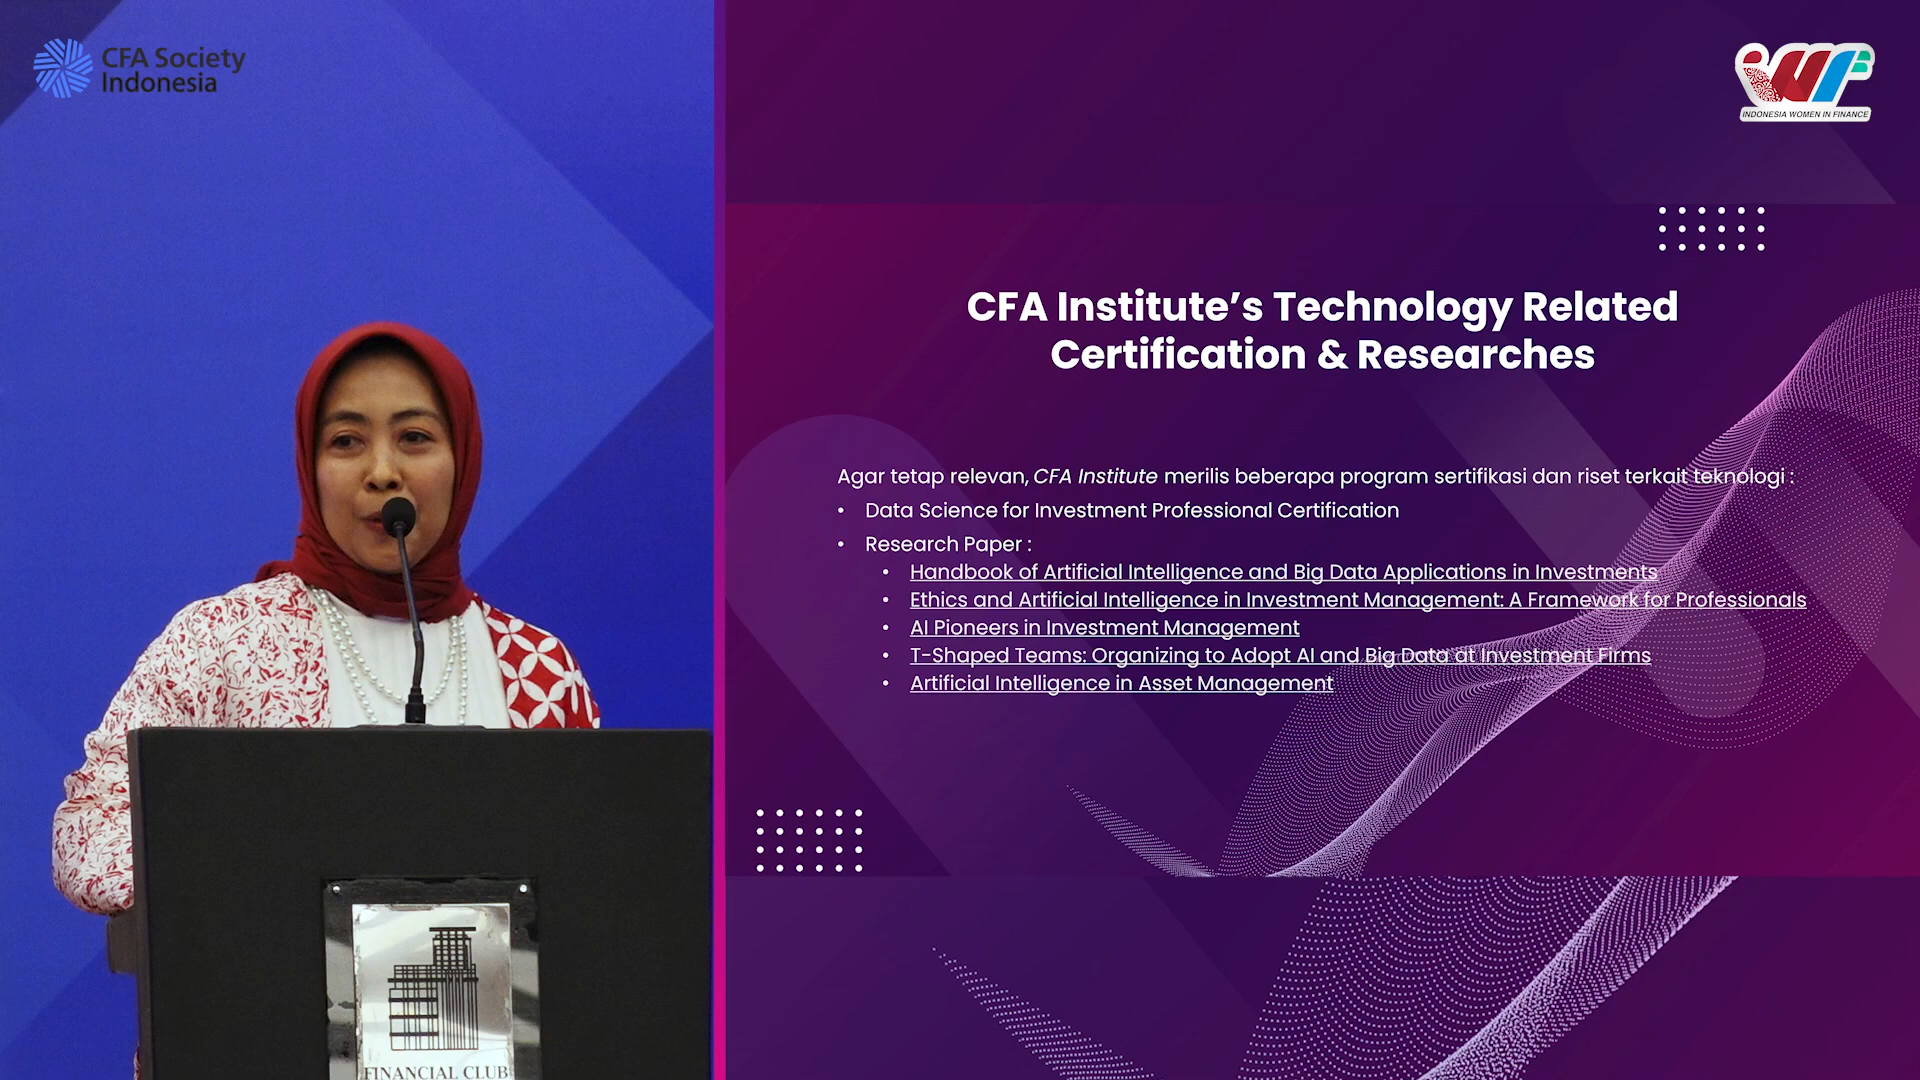 CFA Society
Indonesia
IWF
INDONESIA WOMEN IN FINANCE
CFA Institute’s Technology Related
Certification & Researches
Agar tetap relevan, CFA Institute merilis beberapa program sertifikasi dan riset terkait teknologi :
• Data Science for Investment Professional Certification
• Research Paper :
• Handbook of Artificial Intelligence and Big Data Applications in Investments
• Ethics and Artificial Intelligence in Investment Management: A Framework for Professionals
• AI Pioneers in Investment Management
• T-Shaped Teams: Organizing to Adopt AI and Big Data at Investment Firms
• Artificial Intelligence in Asset Management
FINANCIAL CLUB